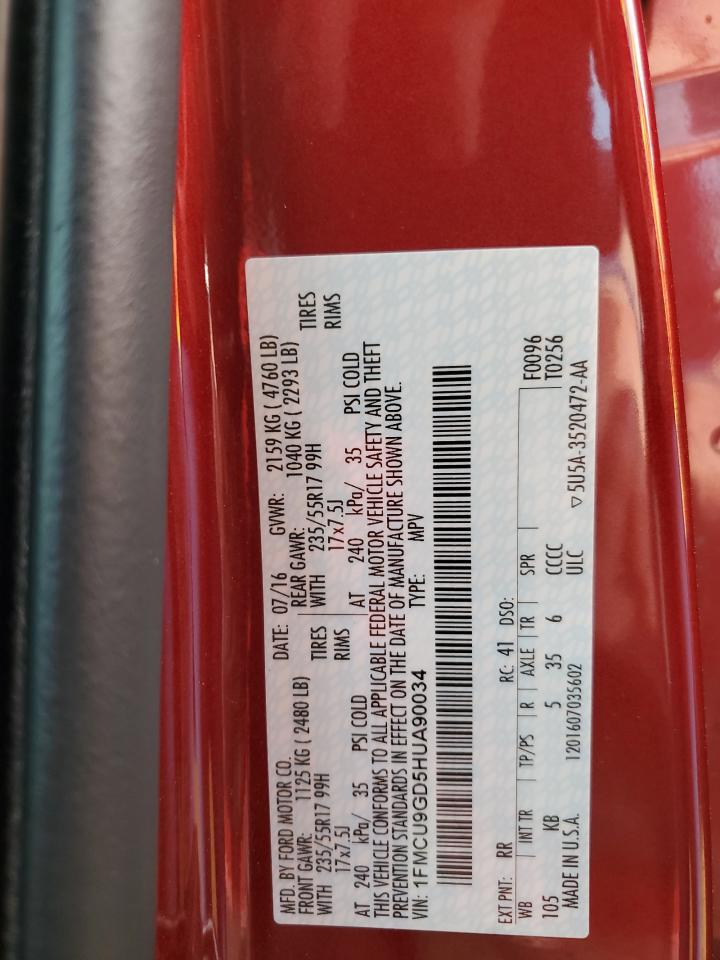 MFD. BY FORD MOTOR CO. DATE: 07/16 GVWR: 2159 KG ( 4760 LB)
FRONT GAWR: 1125 KG ( 2480 LB) REAR GAWR: 1040 KG ( 2293 LB)
WITH 235/55R17 99H TIRES WITH 235/55R17 99H TIRES
17x7.5J RIMS 17x7.5J RIMS
AT 240 kPa/ 35 PSI COLD AT 240 kPa/ 35 PSI COLD
THIS VEHICLE CONFORMS TO ALL APPLICABLE FEDERAL MOTOR VEHICLE SAFETY AND THEFT
PREVENTION STANDARDS IN EFFECT ON THE DATE OF MANUFACTURE SHOWN ABOVE.
VIN: 1FMCU9GD5HUA90034 TYPE: MPV
EXT PNT: RR RC: 41 DSO: F0096
WB INT TR TP/PS R AXLE TR SPR T0256
105 KB 5 35 6 CCCC
MADE IN U.S.A. 1201607035602 ULC ▽5U5A-3520472-AA